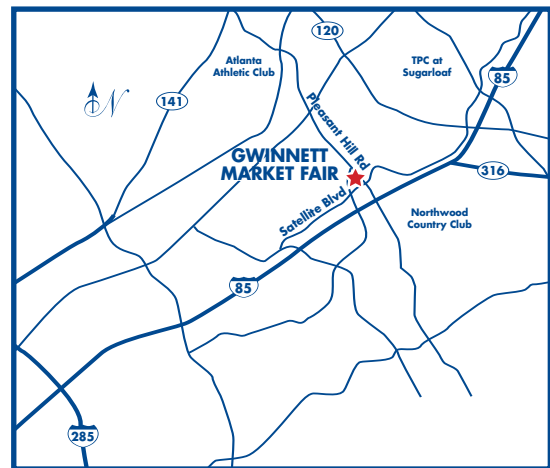 120
Atlanta
Athletic Club
TPC at
Sugarloaf
85
N
141
Pleasant Hill Rd
GWINNETT
MARKET FAIR
316
Satellite Blvd
Northwood
Country Club
85
285